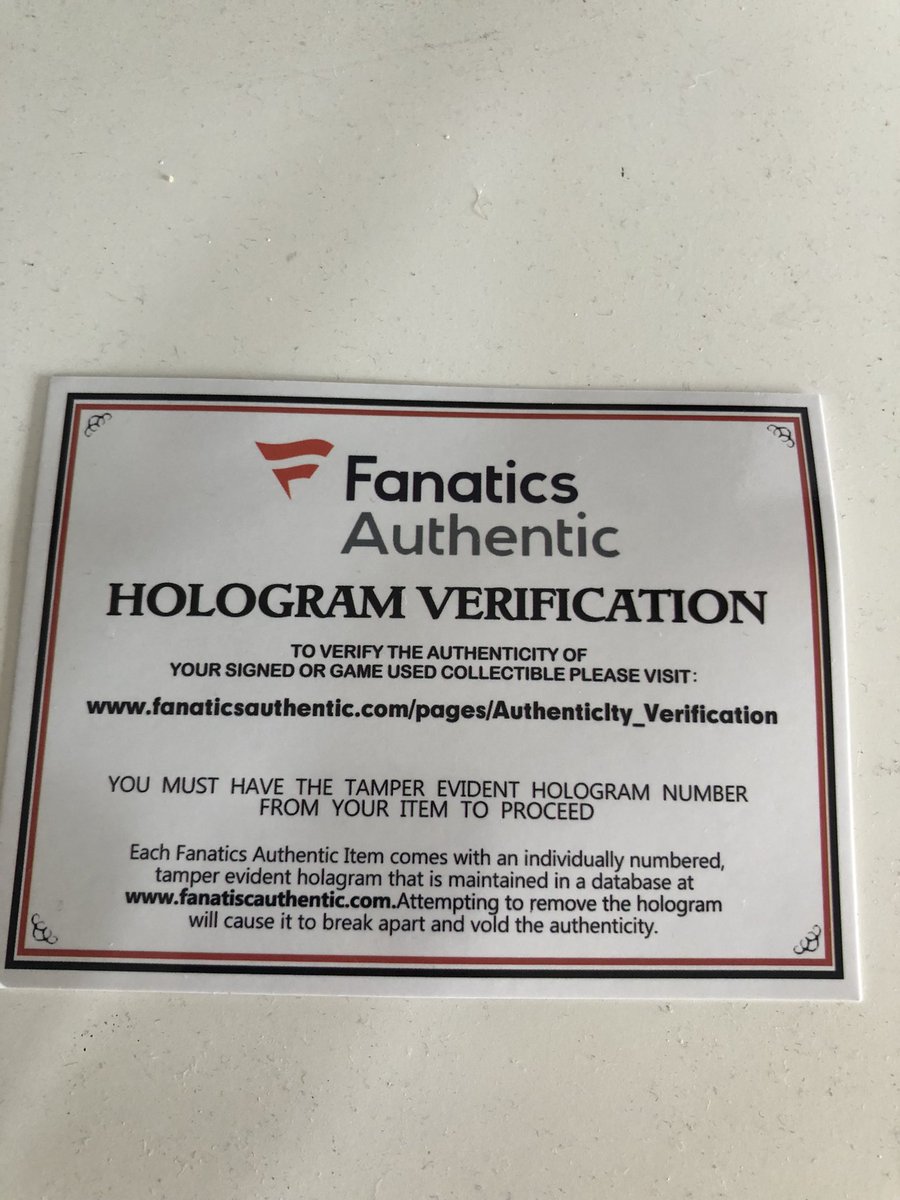 Fanatics
Authentic
HOLOGRAM VERIFICATION
TO VERIFY THE AUTHENTICITY OF
YOUR SIGNED OR GAME USED COLLECTIBLE PLEASE VISIT:
www.fanaticsauthentic.com/pages/AuthenticIty_Verification
YOU MUST HAVE THE TAMPER EVIDENT HOLOGRAM NUMBER
FROM YOUR ITEM TO PROCEED
Each Fanatics Authentic Item comes with an individually numbered,
tamper evident holagram that is maintained in a database at
www.fanatiscauthentic.com.Attempting to remove the hologram
will cause it to break apart and vold the authenticity.